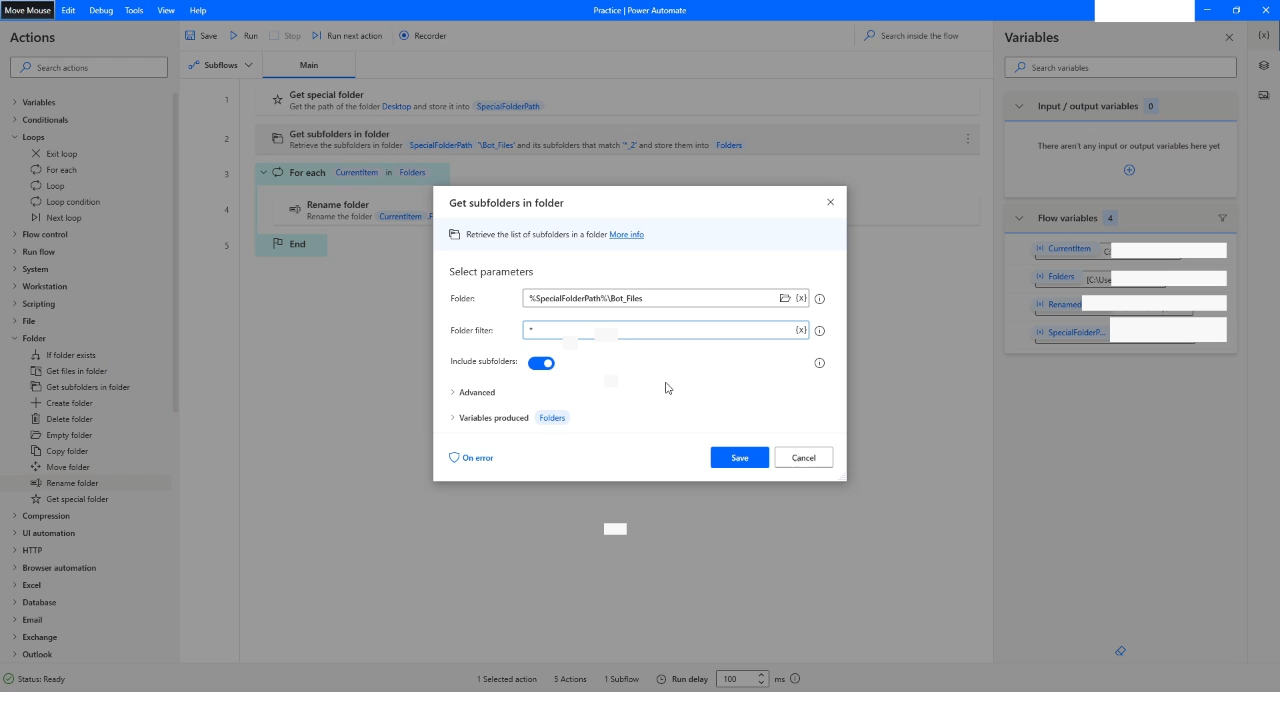 Move Mouse Edit Debug Tools View Help
Practice | Power Automate
Actions
Search actions
Variables
Conditionals
Loops
Exit loop
For each
Loop
Loop condition
Next loop
Flow control
Run flow
System
Workstation
Scripting
File
Folder
If folder exists
Get files in folder
Get subfolders in folder
Create folder
Delete folder
Empty folder
Copy folder
Move folder
Rename folder
Get special folder
Compression
UI automation
HTTP
Browser automation
Excel
Database
Email
Exchange
Outlook
Save Run Stop Run next action Recorder
Search inside the flow
Subflows Main
1
Get special folder
Get the path of the folder Desktop and store it into SpecialFolderPath
2
Get subfolders in folder
Retrieve the subfolders in folder SpecialFolderPath '\Bot_Files' and its subfolders that match '*_2' and store them into Folders
3
For each CurrentItem in Folders
4
Rename folder
Rename the folder CurrentItem .F
5
End
Get subfolders in folder
Retrieve the list of subfolders in a folder More info
Select parameters
Folder: %SpecialFolderPath%\Bot_Files {x}
Folder filter: * {x}
Include subfolders:
Advanced
Variables produced Folders
On error
Save Cancel
Variables
{x}
Search variables
Input / output variables 0
There aren't any input or output variables here yet
Flow variables 4
{x} CurrentItem C:
{x} Folders [C:\Use
{x} Renamed
{x} SpecialFolderP...
Status: Ready
1 Selected action 5 Actions 1 Subflow Run delay 100 ms